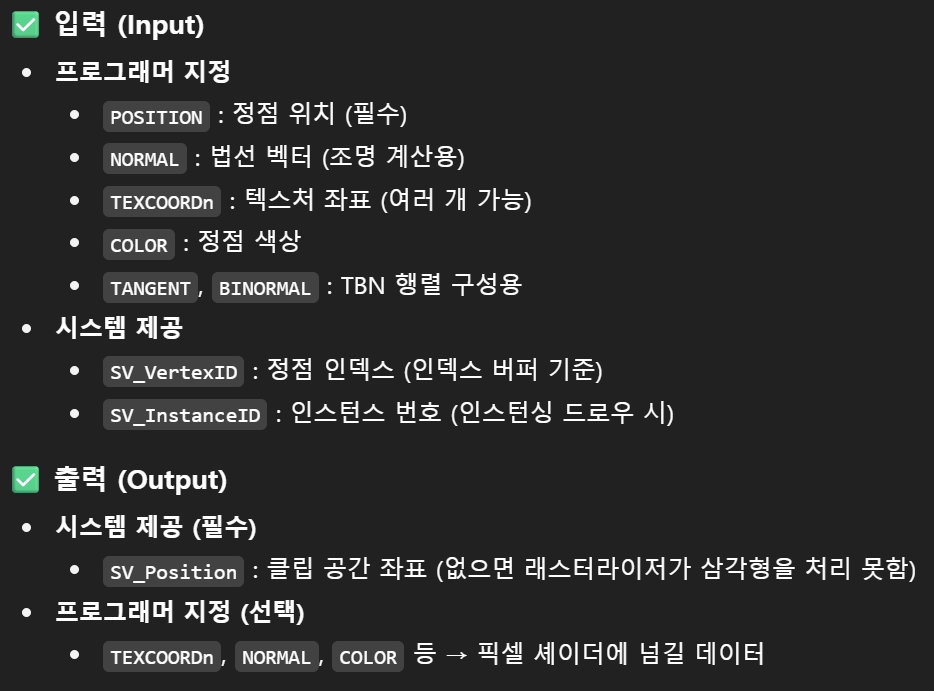 ✅ 입력 (Input)
• 프로그래머 지정
• POSITION : 정점 위치 (필수)
• NORMAL : 법선 벡터 (조명 계산용)
• TEXCOORDn : 텍스처 좌표 (여러 개 가능)
• COLOR : 정점 색상
• TANGENT, BINORMAL : TBN 행렬 구성용
• 시스템 제공
• SV_VertexID : 정점 인덱스 (인덱스 버퍼 기준)
• SV_InstanceID : 인스턴스 번호 (인스턴싱 드로우 시)
✅ 출력 (Output)
• 시스템 제공 (필수)
• SV_Position : 클립 공간 좌표 (없으면 래스터라이저가 삼각형을 처리 못함)
• 프로그래머 지정 (선택)
• TEXCOORDn, NORMAL, COLOR 등 → 픽셀 셰이더에 넘길 데이터